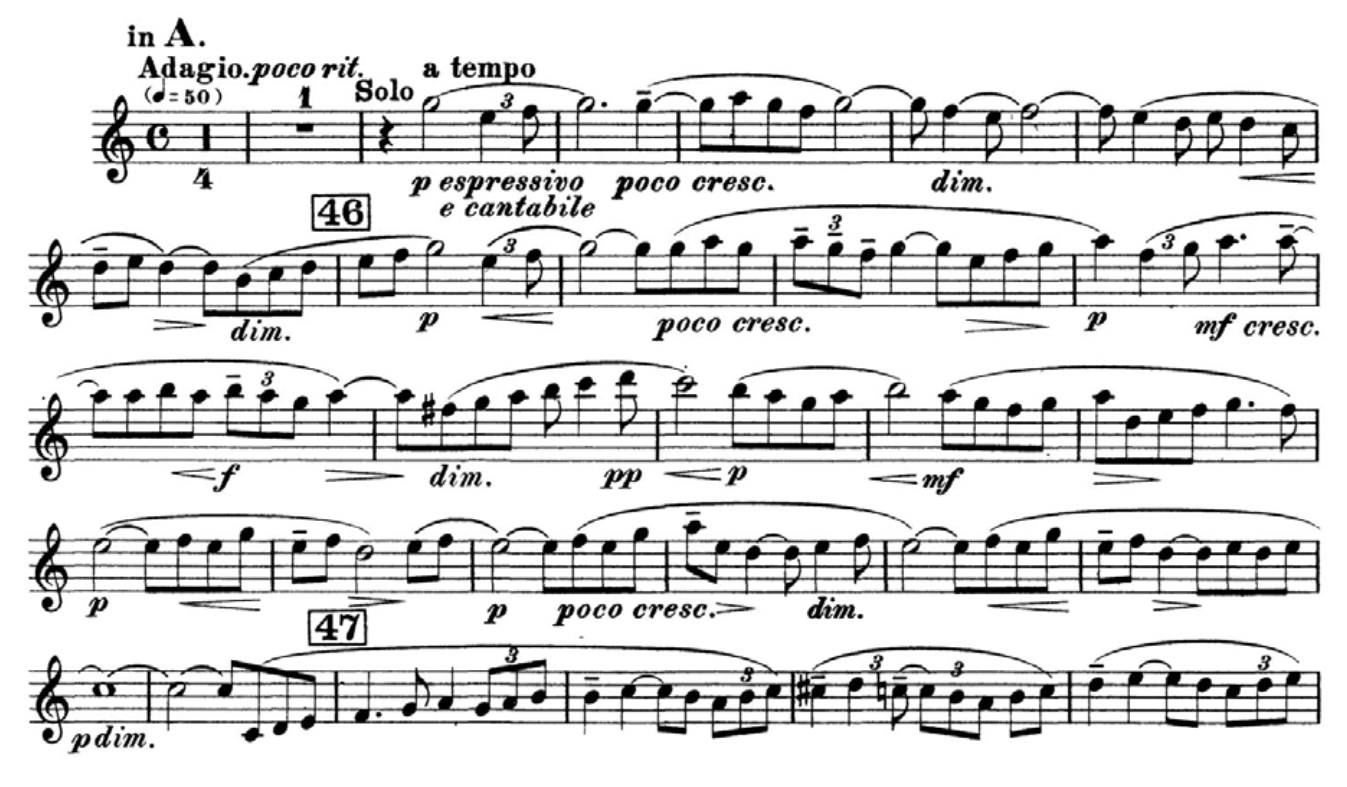 in A.
Adagio. poco rit. a tempo
(♩=50) 1 Solo 3
4
p espressivo poco cresc. dim.
e cantabile
46
3 3 3
dim. p poco cresc. p mf cresc.
3
f dim. pp p mf
p p poco cresc. dim.
47
3 3 3 3 3
p dim.